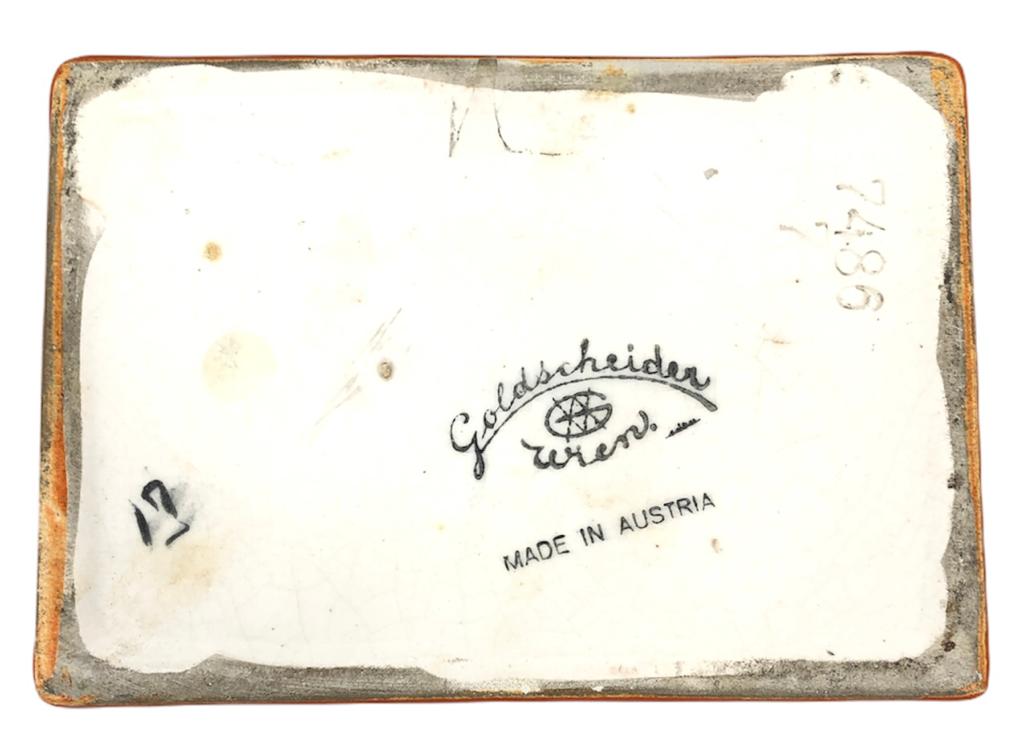 7486
Goldscheider
Wien.
MADE IN AUSTRIA
17